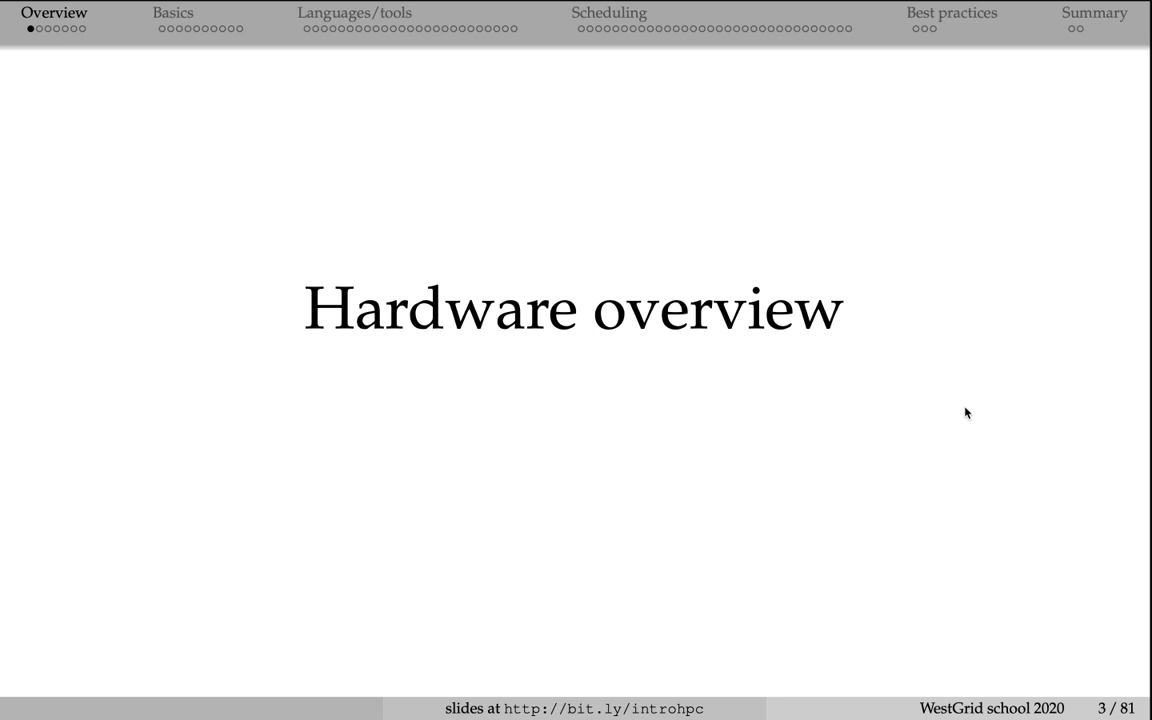 Overview Basics Languages/tools Scheduling Best practices Summary
Hardware overview
slides at http://bit.ly/introhpc WestGrid school 2020 3 / 81